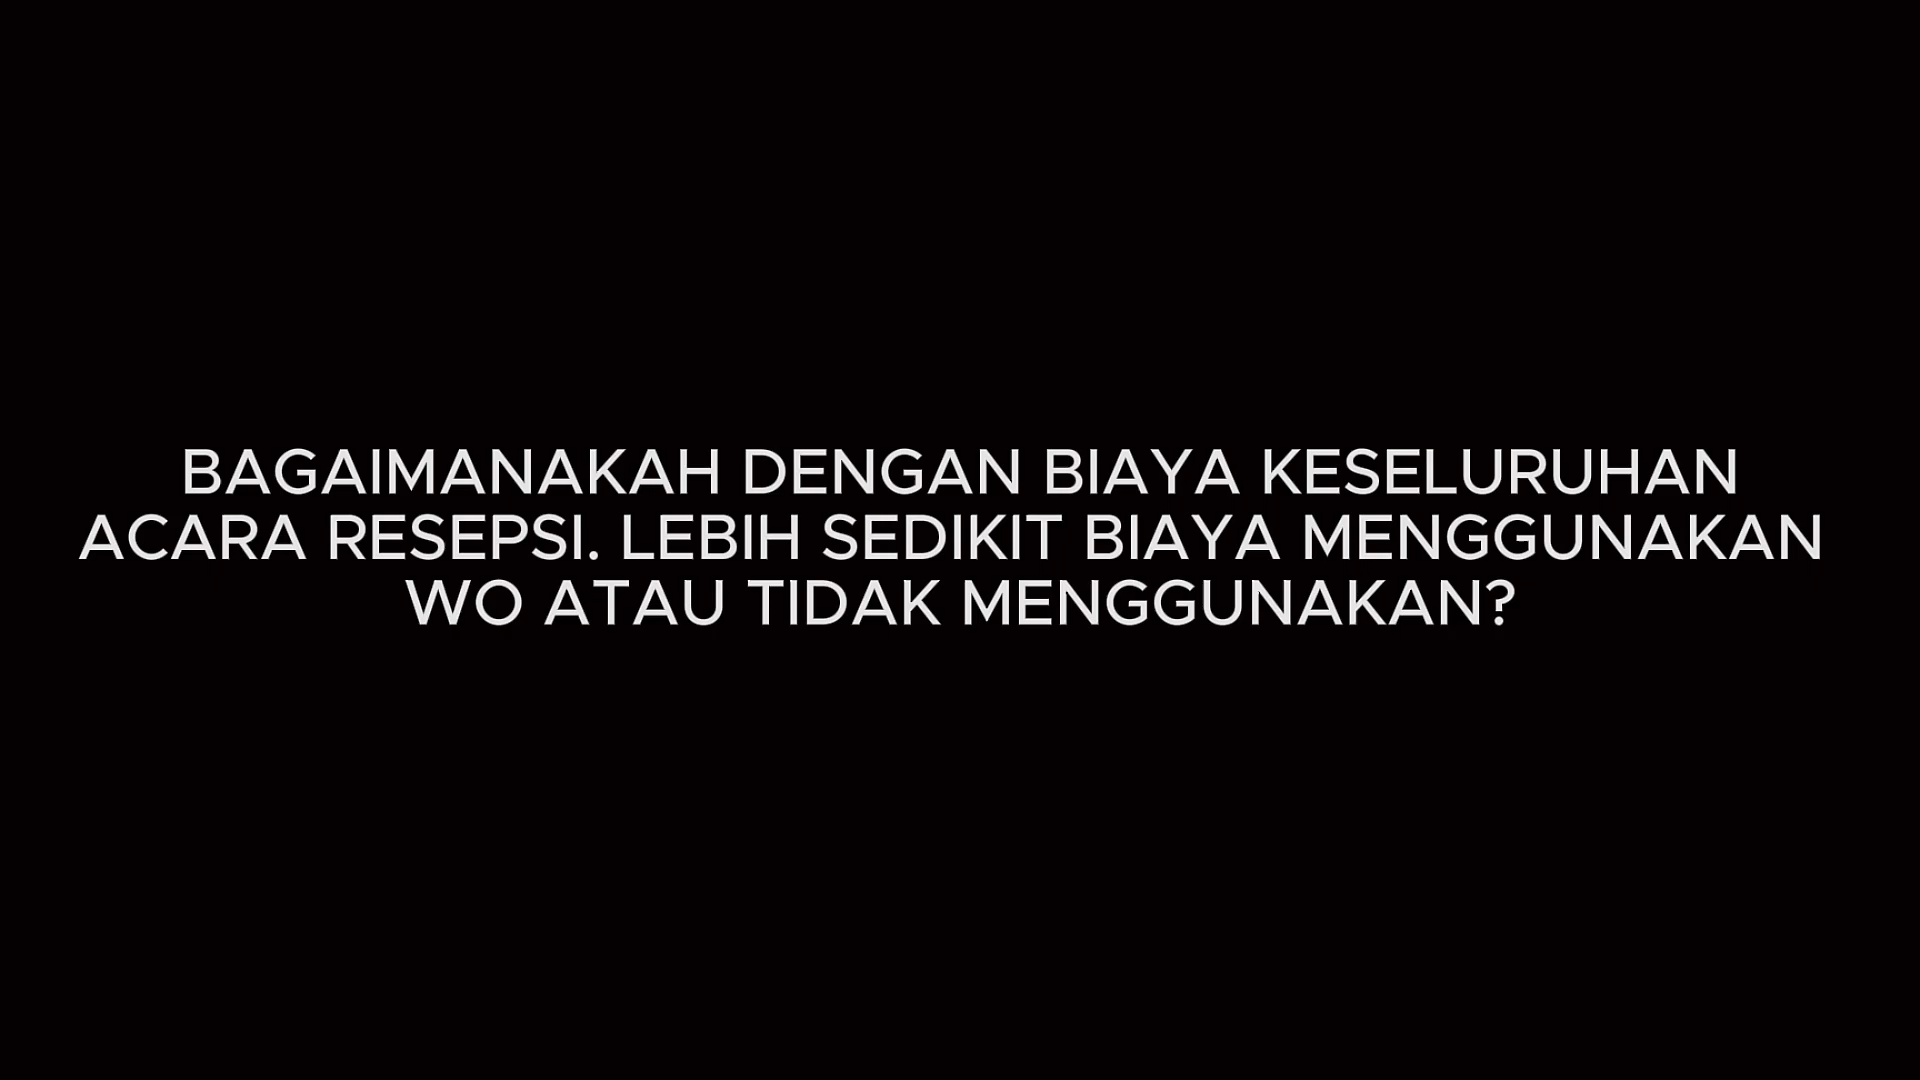 BAGAIMANAKAH DENGAN BIAYA KESELURUHAN
ACARA RESEPSI. LEBIH SEDIKIT BIAYA MENGGUNAKAN
WO ATAU TIDAK MENGGUNAKAN?